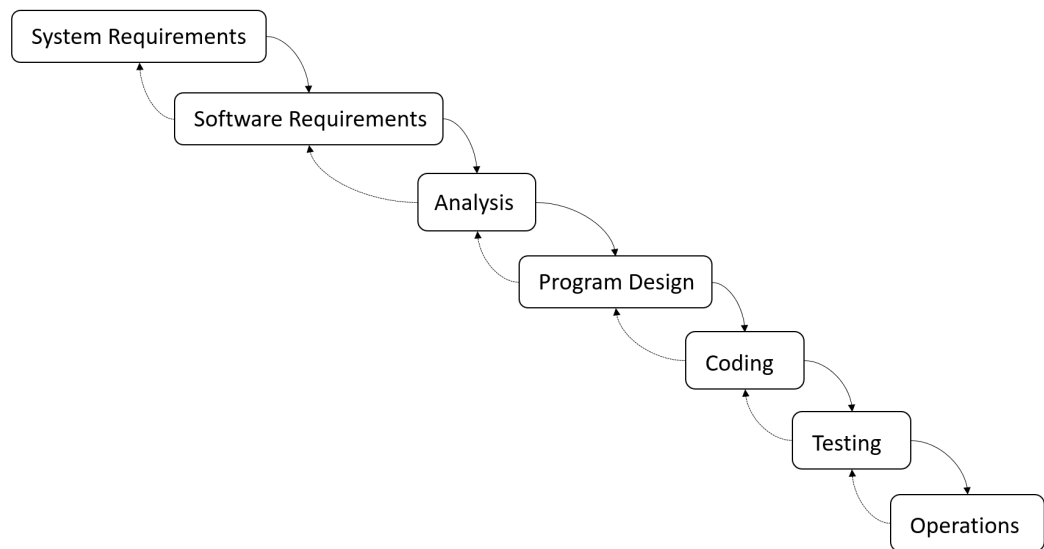 System Requirements
Software Requirements
Analysis
Program Design
Coding
Testing
Operations